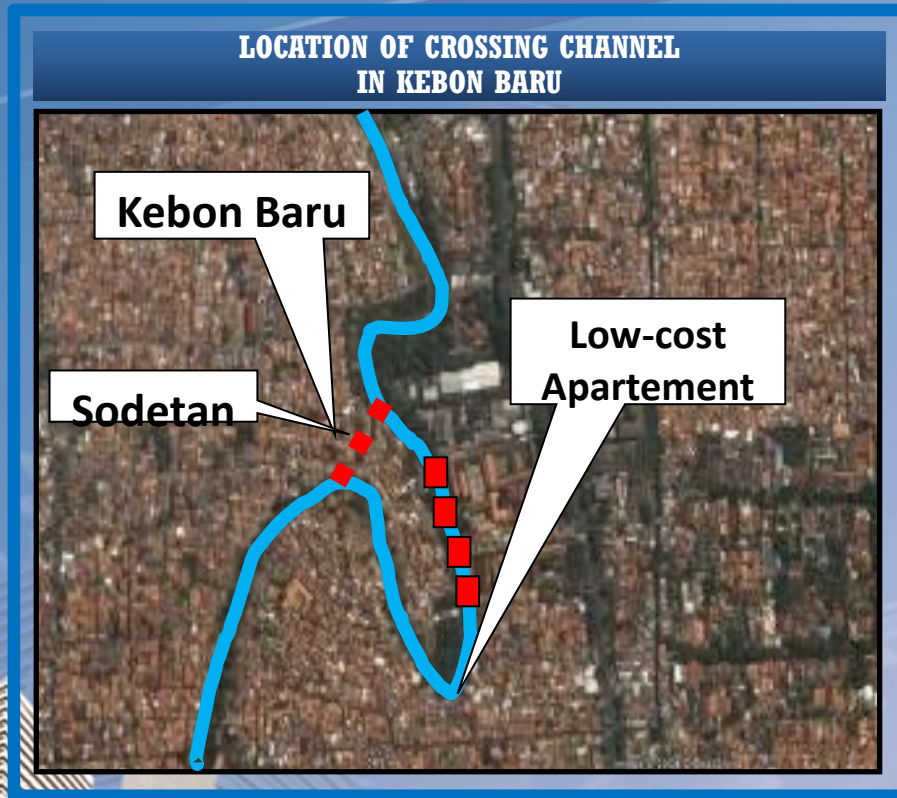 LOCATION OF CROSSING CHANNEL
IN KEBON BARU
Kebon Baru
Low-cost
Apartement
Sodetan